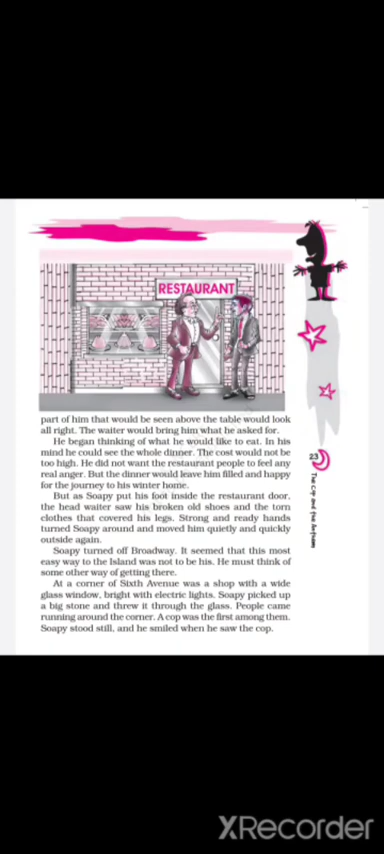 RESTAURANT
part of him that would be seen above the table would look
all right. The waiter would bring him what he asked for.
He began thinking of what he would like to eat. In his
mind he could see the whole dinner. The cost would not be
too high. He did not want the restaurant people to feel any
real anger. But the dinner would leave him filled and happy
for the journey to his winter home.
But as Soapy put his foot inside the restaurant door,
the head waiter saw his broken old shoes and the torn
clothes that covered his legs. Strong and ready hands
turned Soapy around and moved him quietly and quickly
outside again.
Soapy turned off Broadway. It seemed that this most
easy way to the Island was not to be his. He must think of
some other way of getting there.
At a corner of Sixth Avenue was a shop with a wide
glass window, bright with electric lights. Soapy picked up
a big stone and threw it through the glass. People came
running around the corner. A cop was the first among them.
Soapy stood still, and he smiled when he saw the cop.
23
The Cop and the Anthem
XRecorder